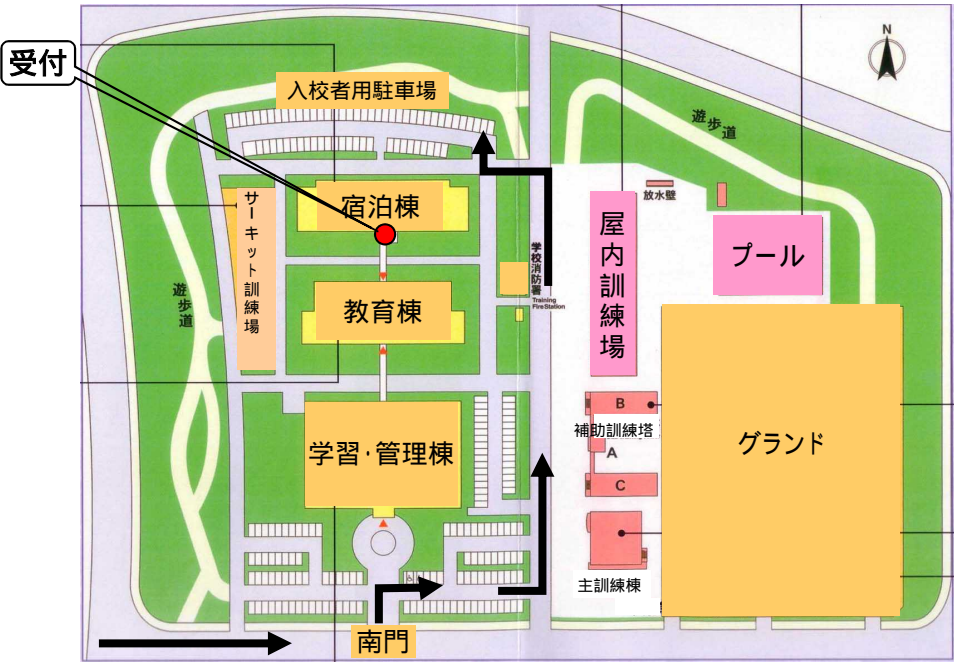 N
受付
入校者用駐車場
遊歩道
放水壁
サーキット訓練場
宿泊棟
屋内訓練場
プール
学校消防署
Training
FireStation
遊歩道
教育棟
B
補助訓練塔
A
C
グランド
学習・管理棟
主訓練棟
南門